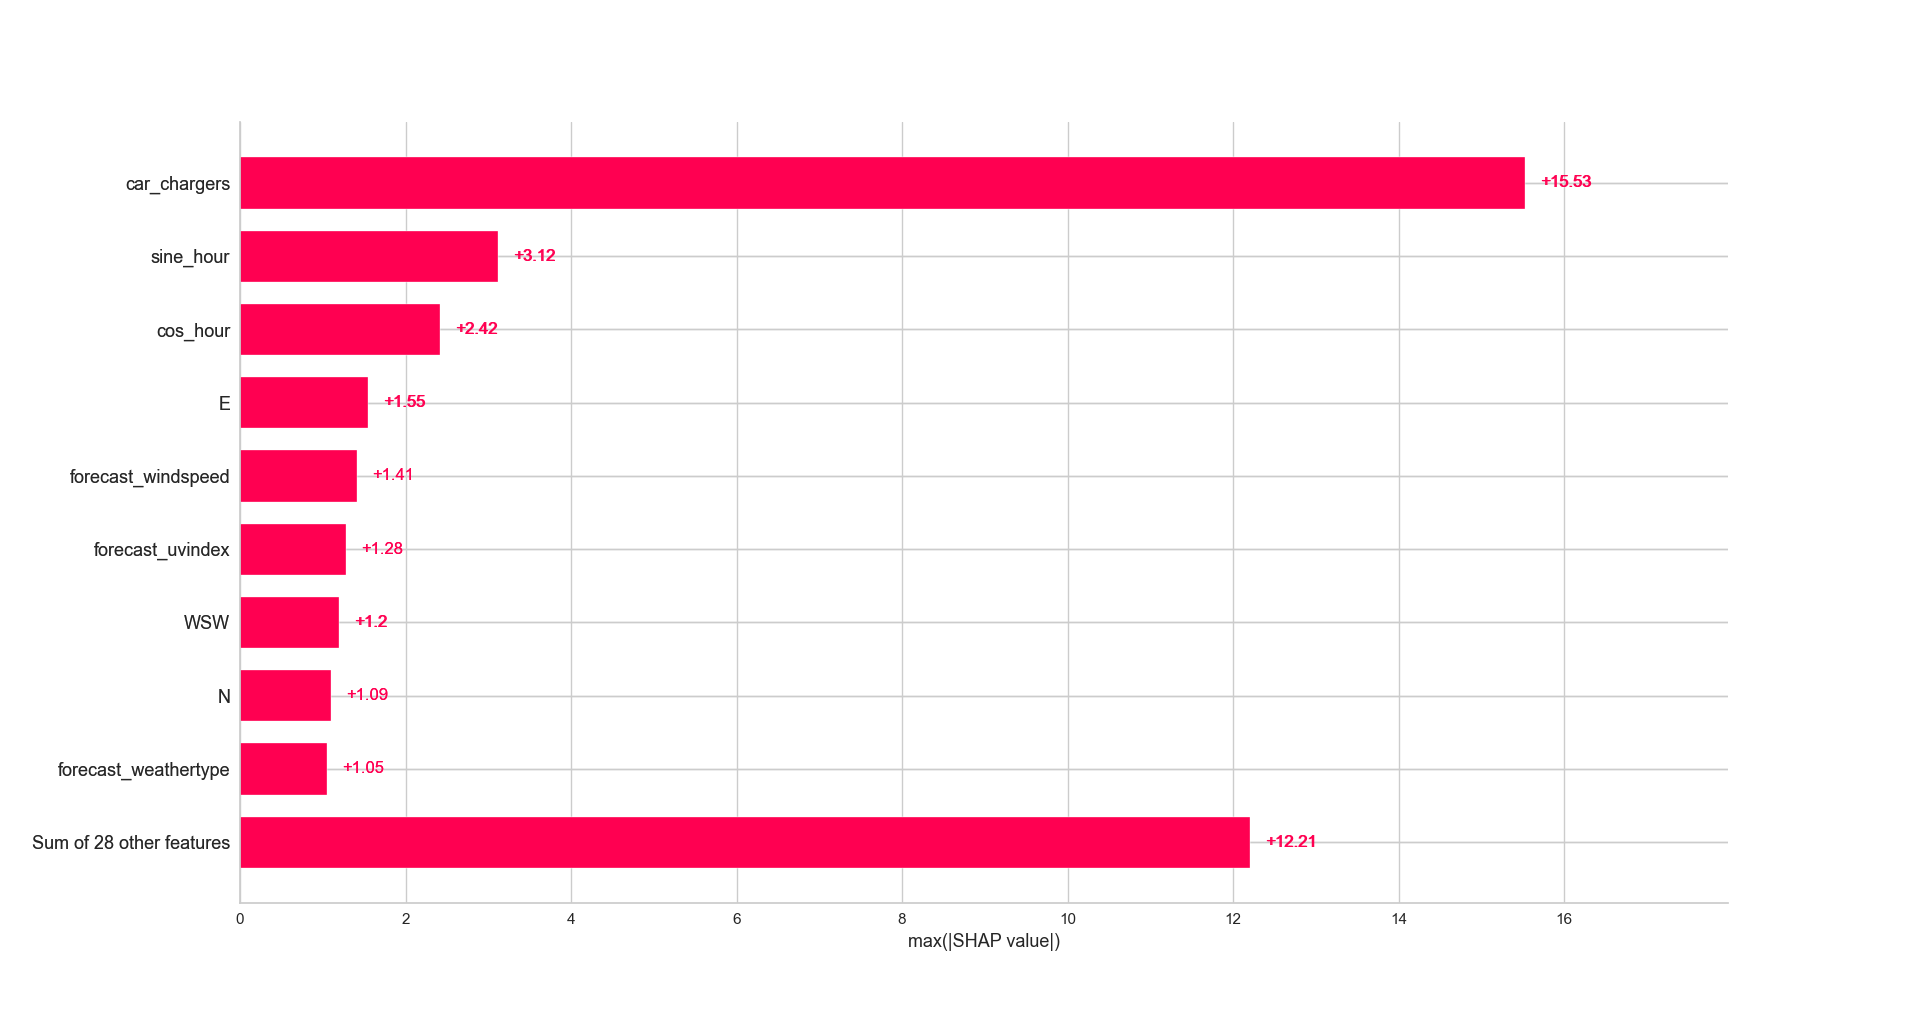 car_chargers +15.53
sine_hour +3.12
cos_hour +2.42
E +1.55
forecast_windspeed +1.41
forecast_uvindex +1.28
WSW +1.2
N +1.09
forecast_weathertype +1.05
Sum of 28 other features +12.21
0 2 4 6 8 10 12 14 16
max(|SHAP value|)